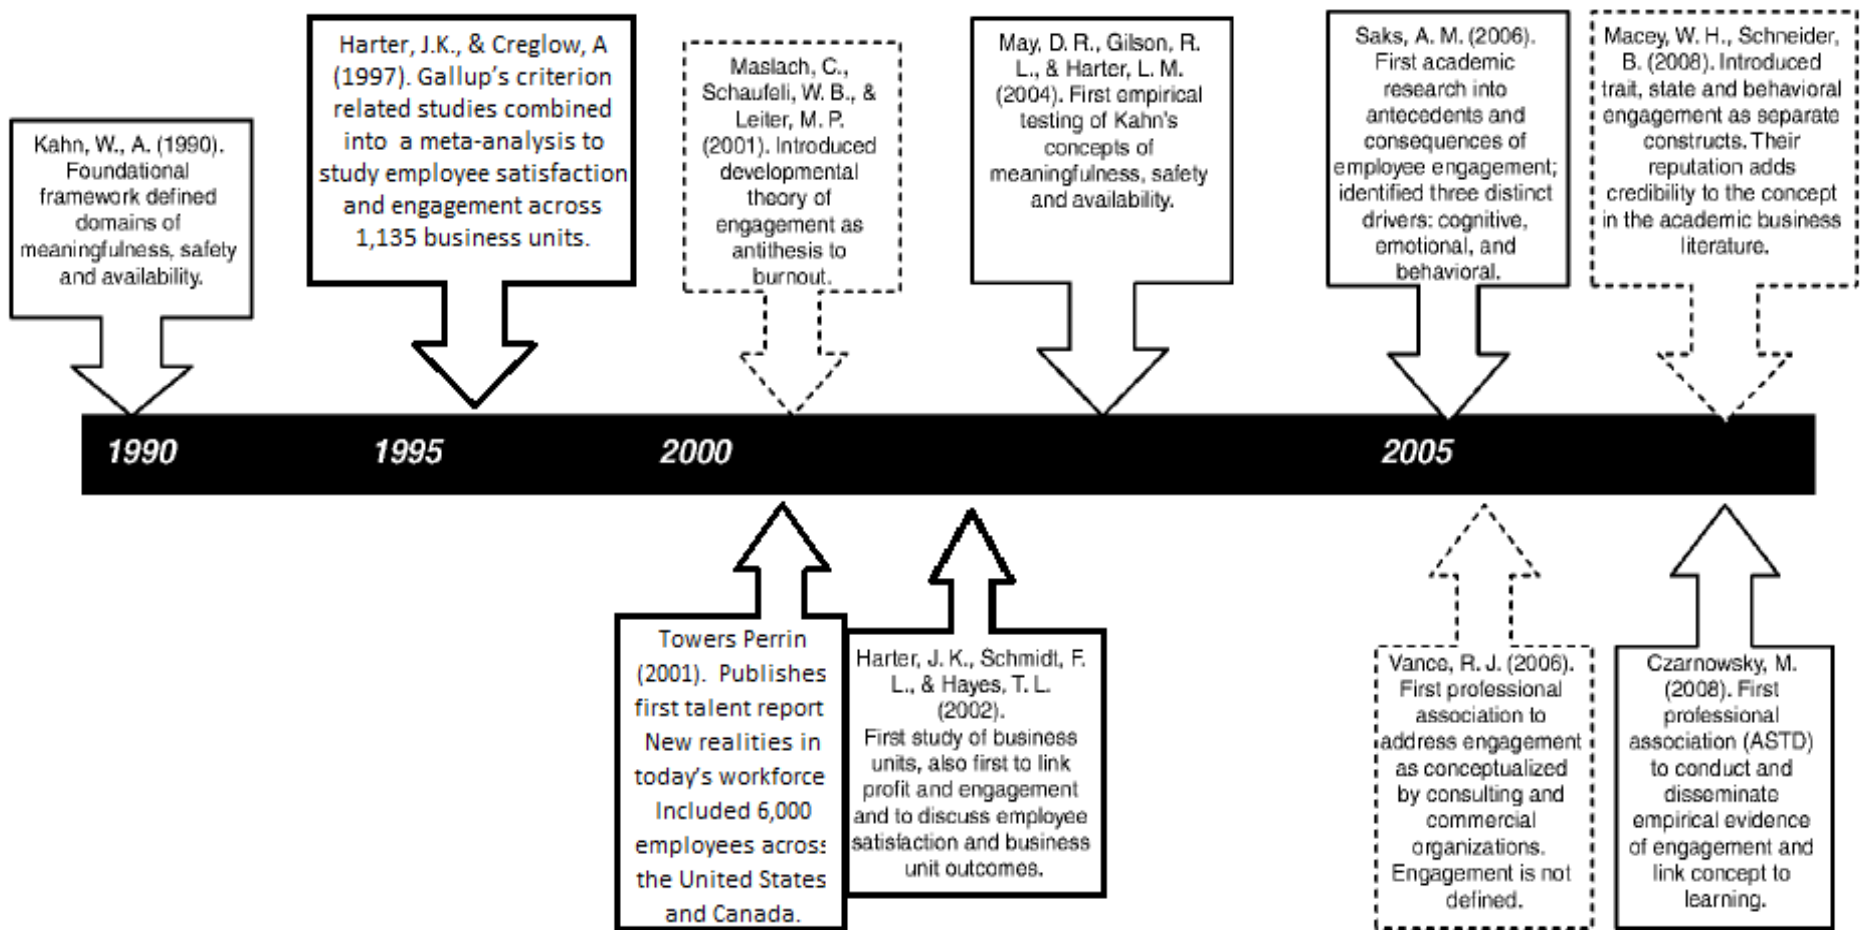 Kahn, W., A. (1990).
Foundational
framework defined
domains of
meaningfulness, safety
and availability.
Harter, J.K., & Creglow, A
(1997). Gallup's criterion
related studies combined
into a meta-analysis to
study employee satisfaction
and engagement across
1,135 business units.
Maslach, C.,
Schaufeli, W. B., &
Leiter, M. P.
(2001). Introduced
developmental
theory of
engagement as
antithesis to
burnout.
May, D. R., Gilson, R.
L., & Harter, L. M.
(2004). First empirical
testing of Kahn's
concepts of
meaningfulness, safety
and availability.
Saks, A. M. (2006).
First academic
research into
antecedents and
consequences of
employee engagement;
identified three distinct
drivers: cognitive,
emotional, and
behavioral.
Macey, W. H., Schneider,
B. (2008). Introduced
trait, state and behavioral
engagement as separate
constructs. Their
reputation adds
credibility to the concept
in the academic business
literature.
1990
1995
2000
2005
Towers Perrin
(2001). Publishes
first talent report
New realities in
today's workforce
Included 6,000
employees across
the United States
and Canada.
Harter, J. K., Schmidt, F.
L., & Hayes, T. L.
(2002).
First study of business
units, also first to link
profit and engagement
and to discuss employee
satisfaction and business
unit outcomes.
Vance, R. J. (2006).
First professional
association to
address engagement
as conceptualized
by consulting and
commercial
organizations.
Engagement is not
defined.
Czarnowsky, M.
(2008). First
professional
association (ASTD)
to conduct and
disseminate
empirical evidence
of engagement and
link concept to
learning.